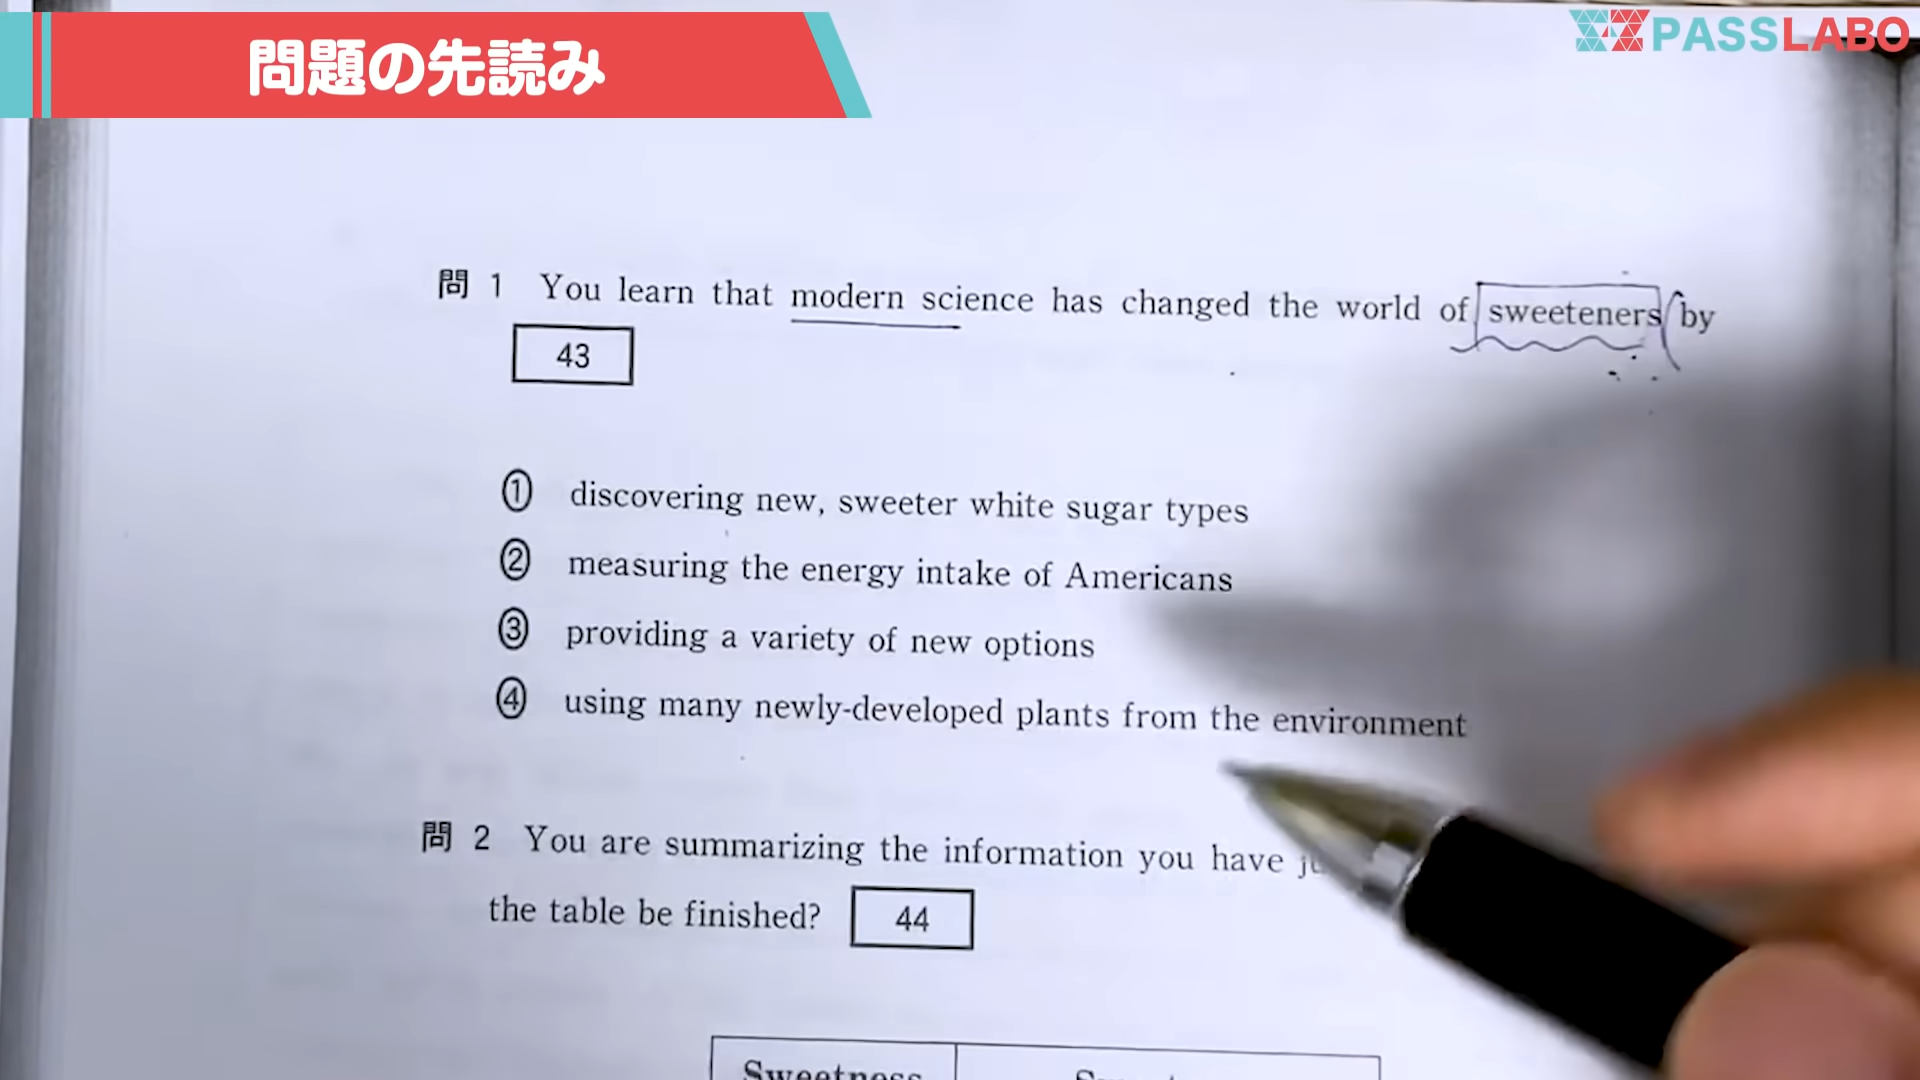 問題の先読み
PASSLABO
問 1 You learn that modern science has changed the world of sweeteners by
43
① discovering new, sweeter white sugar types
② measuring the energy intake of Americans
③ providing a variety of new options
④ using many newly-developed plants from the environment
問 2 You are summarizing the information you have
the table be finished? 44
Sweetness